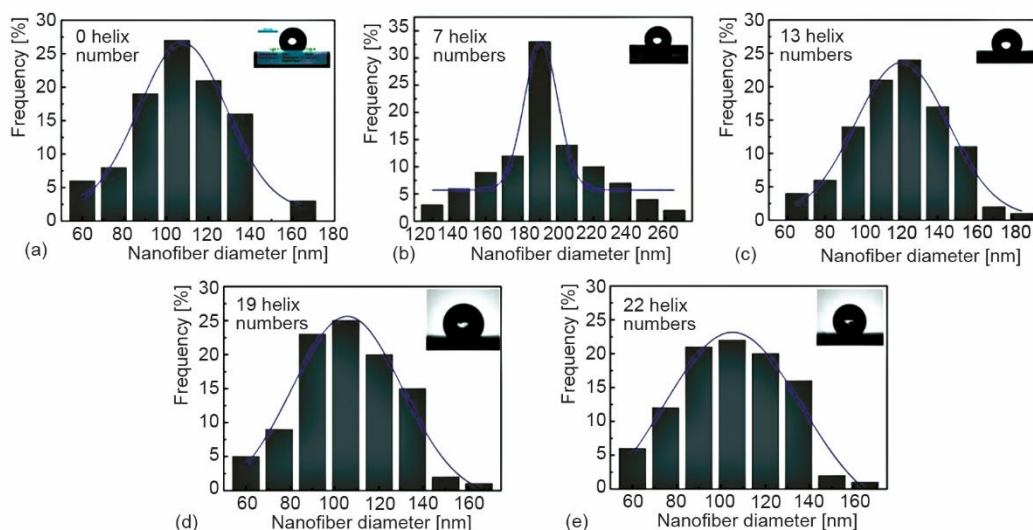 Frequency [%]
30
25
20
15
10
5
0
0 helix
number
60 80 100 120 140 160 180
(a) Nanofiber diameter [nm]
Frequency [%]
35
30
25
20
15
10
5
0
7 helix
numbers
120 140 160 180 200 220 240 260
(b) Nanofiber diameter [nm]
Frequency [%]
30
25
20
15
10
5
0
13 helix
numbers
60 80 100 120 140 160 180
(c) Nanofiber diameter [nm]
Frequency [%]
30
25
20
15
10
5
0
19 helix
numbers
60 80 100 120 140 160
(d) Nanofiber diameter [nm]
Frequency [%]
30
25
20
15
10
5
0
22 helix
numbers
60 80 100 120 140 160
(e) Nanofiber diameter [nm]